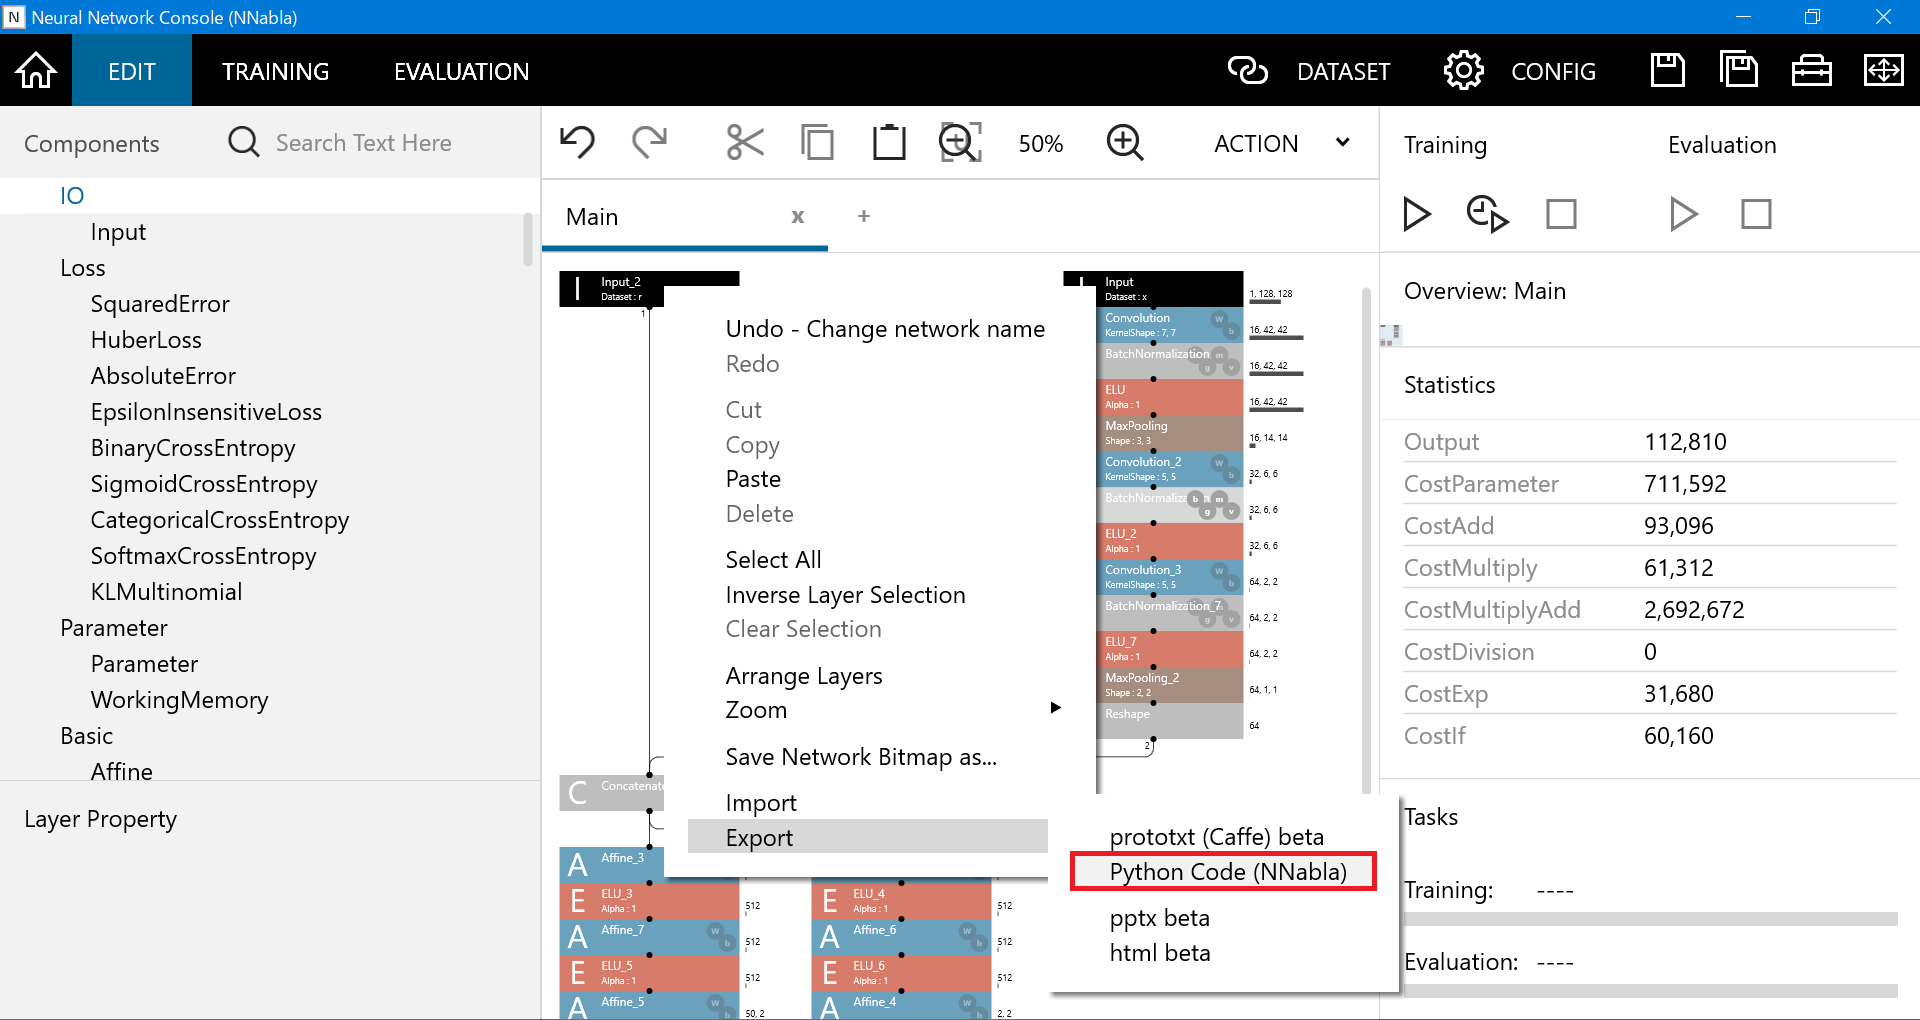 N Neural Network Console (NNabla)
EDIT TRAINING EVALUATION DATASET CONFIG
Components Search Text Here
IO
Input
Loss
SquaredError
HuberLoss
AbsoluteError
EpsilonInsensitiveLoss
BinaryCrossEntropy
SigmoidCrossEntropy
CategoricalCrossEntropy
SoftmaxCrossEntropy
KLMultinomial
Parameter
Parameter
WorkingMemory
Basic
Affine
Layer Property
50% ACTION
Main x +
Input_2
Dataset : r
1
Undo - Change network name
Redo
Cut
Copy
Paste
Delete
Select All
Inverse Layer Selection
Clear Selection
Arrange Layers
Zoom
Save Network Bitmap as...
Import
Export
prototxt (Caffe) beta
Python Code (NNabla)
pptx beta
html beta
I Input
Dataset : x
1, 128, 128
Convolution W
KernelShape : 7, 7 b
16, 42, 42
BatchNormalization m
g v
16, 42, 42
ELU
Alpha : 1
16, 42, 42
MaxPooling
Shape : 3, 3
16, 14, 14
Convolution_2 W
KernelShape : 5, 5 b
32, 6, 6
b m
g v
32, 6, 6
ELU_2
Alpha : 1
32, 6, 6
Convolution_3 W
KernelShape : 5, 5 b
64, 2, 2
BatchNormalization_7 m
g v
64, 2, 2
ELU_7
Alpha : 1
64, 2, 2
MaxPooling_2
Shape : 2, 2
64, 1, 1
Reshape
64
2
C Concatenate
A Affine_3
E ELU_3
Alpha : 1
512
A Affine_7 W
b
512
E ELU_5
Alpha : 1
512
A Affine_5 W
b
50, 2
E ELU_4
Alpha : 1
512
A Affine_6 W
b
512
E ELU_6
Alpha : 1
512
A Affine_4 W
b
2, 2
Training Evaluation
Overview: Main
Statistics
Output 112,810
CostParameter 711,592
CostAdd 93,096
CostMultiply 61,312
CostMultiplyAdd 2,692,672
CostDivision 0
CostExp 31,680
CostIf 60,160
Tasks
Training: ----
Evaluation: ----